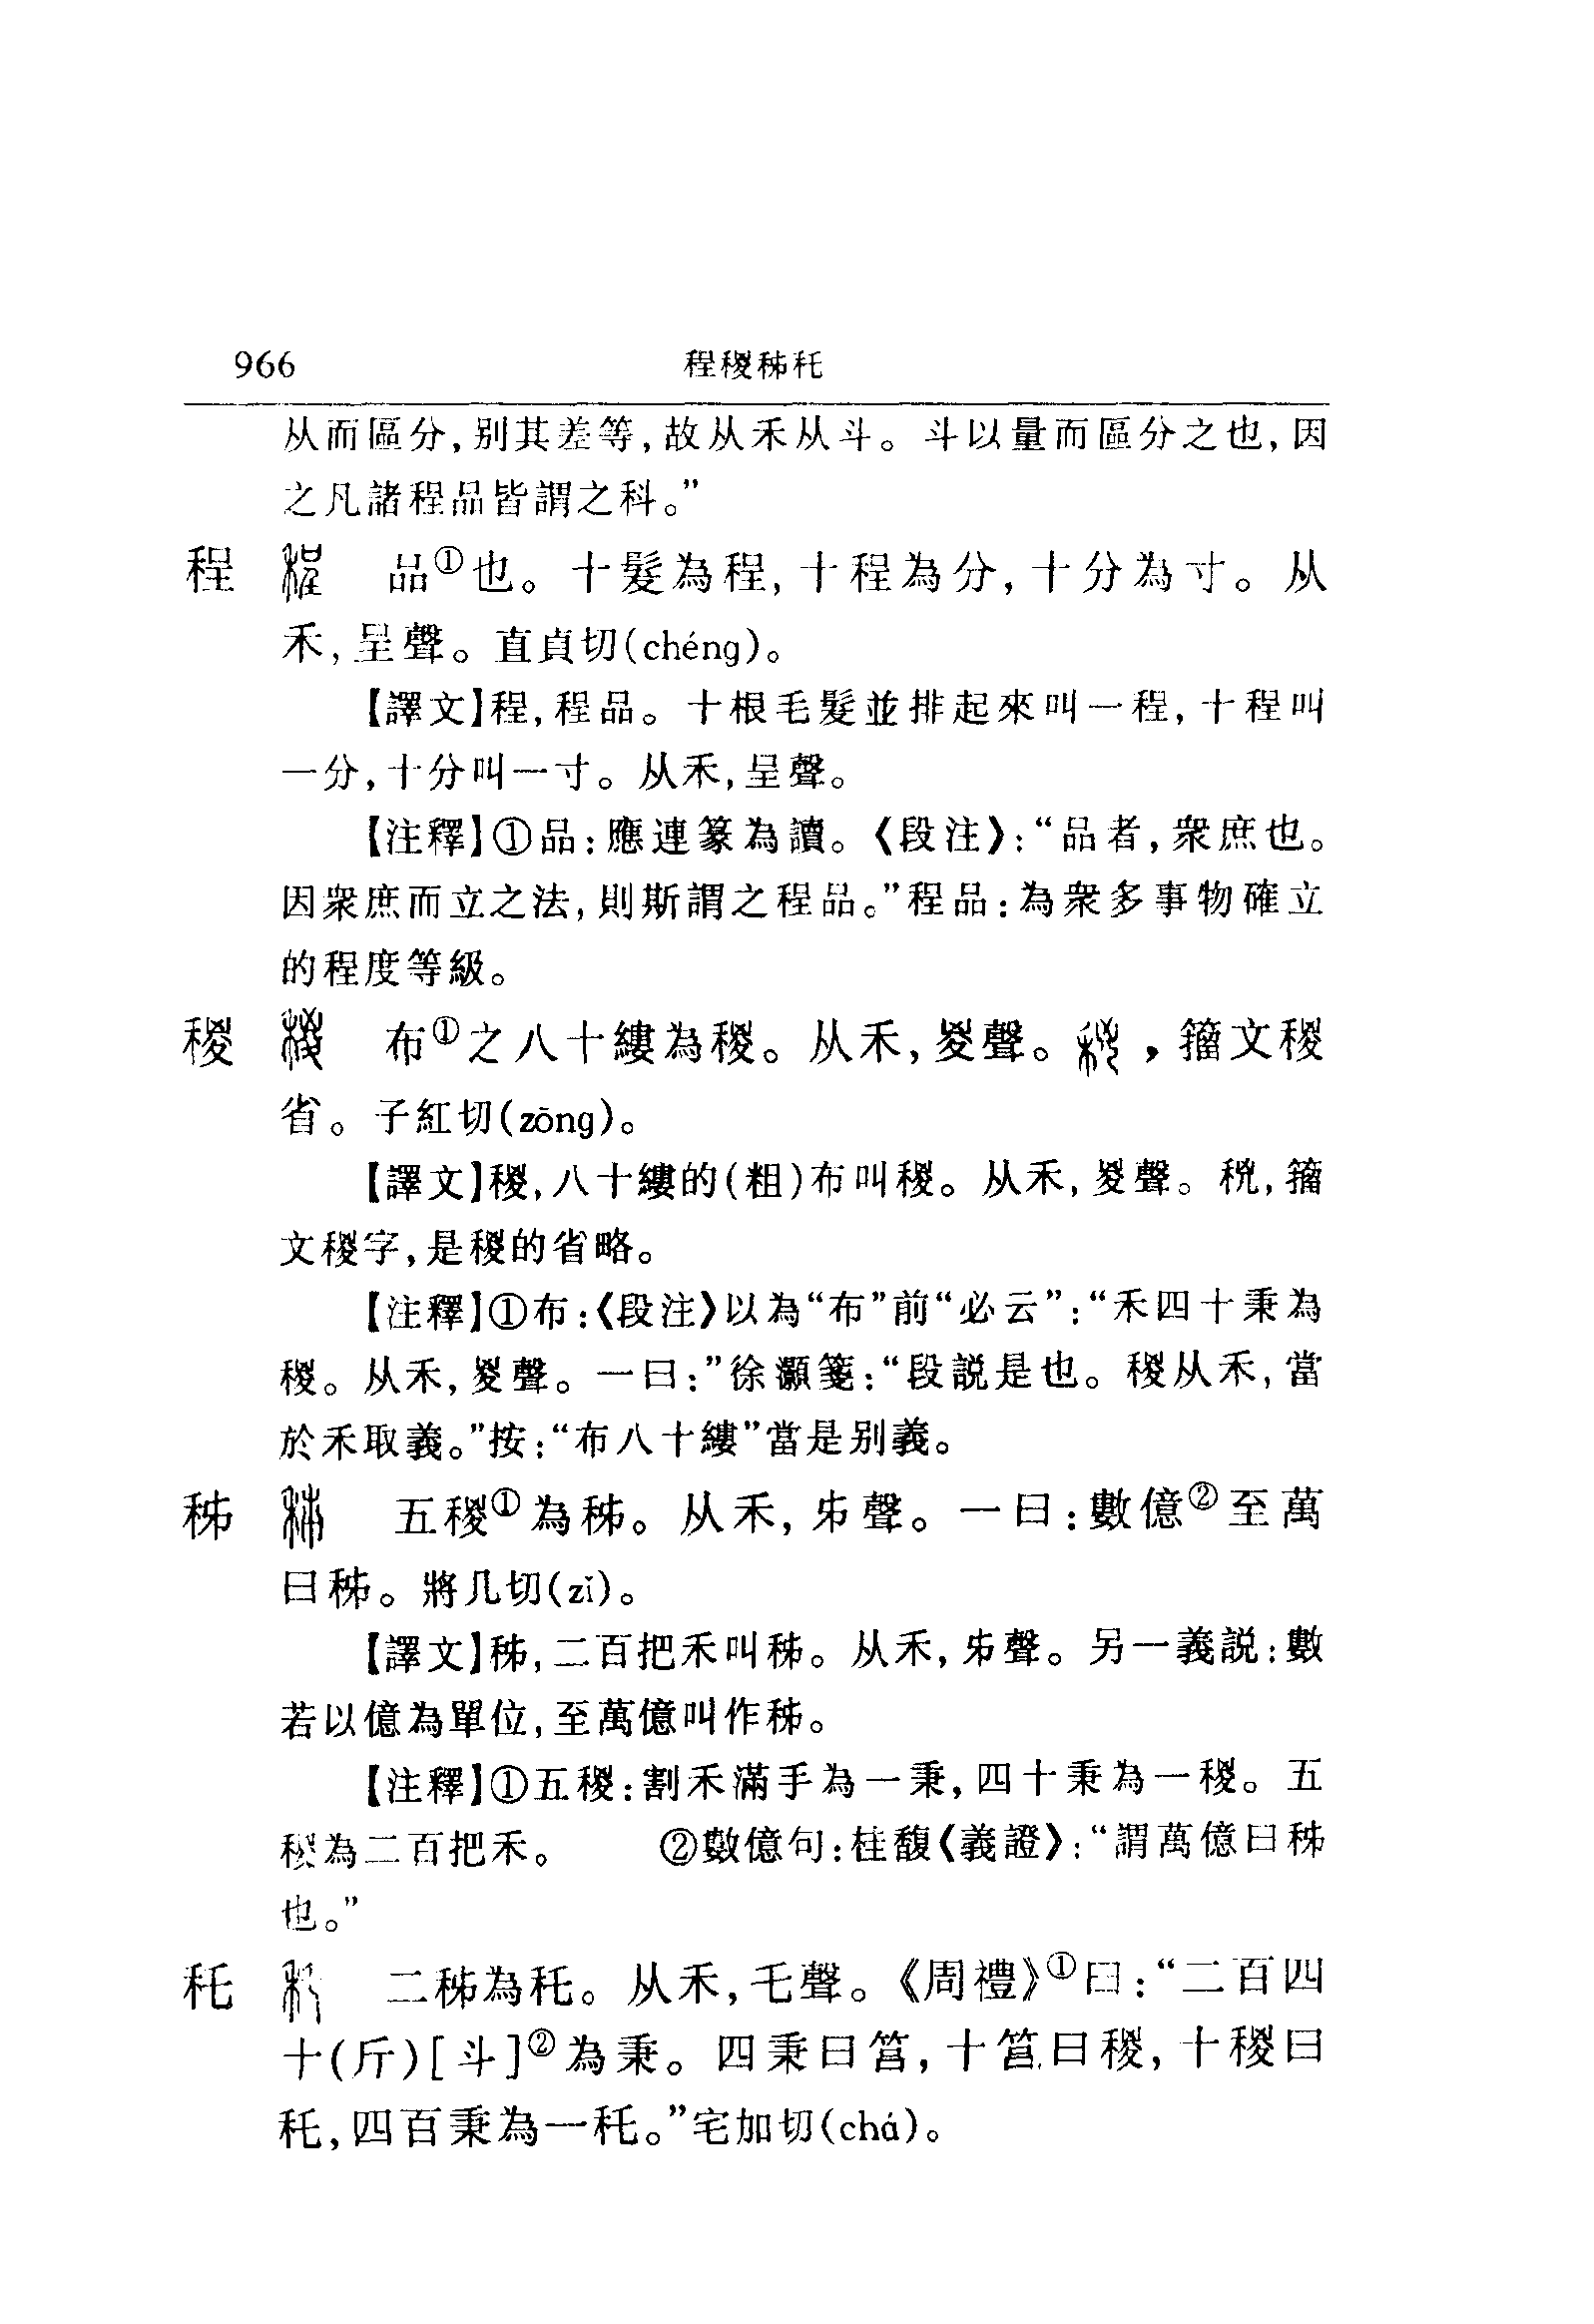 966 程稯秭秅
从而區分,别其差等,故从禾从斗。斗以量而區分之也,因
之凡諸程品皆謂之科。”
程 品①也。十髮為程,十程為分,十分為寸。从
禾,呈聲。直貞切(chéng)。
【譯文】程,程品。十根毛髮並排起來叫一程,十程叫
一分,十分叫一寸。从禾,呈聲。
【注釋】①品:應連篆為讀。《段注》:“品者,衆庶也。
因衆庶而立之法,則斯謂之程品。”程品:為衆多事物確立
的程度等級。
稯 布①之八十縷為稯。从禾,㚇聲。,籀文稯
省。子紅切(zōng)。
【譯文】稯,八十縷的(粗)布叫稯。从禾,㚇聲。,籀
文稯字,是稯的省略。
【注釋】①布:《段注》以為“布”前“必云”:“禾四十秉為
稯。从禾,㚇聲。一曰:”徐灝箋:“段説是也。稯从禾,當
於禾取義。”按:“布八十縷”當是别義。
秭 五稯①為秭。从禾,𠂔聲。一曰:數億②至萬
曰秭。將几切(zǐ)。
【譯文】秭,二百把禾叫秭。从禾,𠂔聲。另一義説:數
若以億為單位,至萬億叫作秭。
【注釋】①五稯:割禾滿手為一秉,四十秉為一稯。五
稯為二百把禾。 ②數億句:桂馥《義證》:“謂萬億曰秭
也。”
秅 二秭為秅。从禾,乇聲。《周禮》①曰:“二百四
十(斤)[斗]②為秉。四秉曰筥,十筥曰稯,十稯曰
秅,四百秉為一秅。”宅加切(chá)。